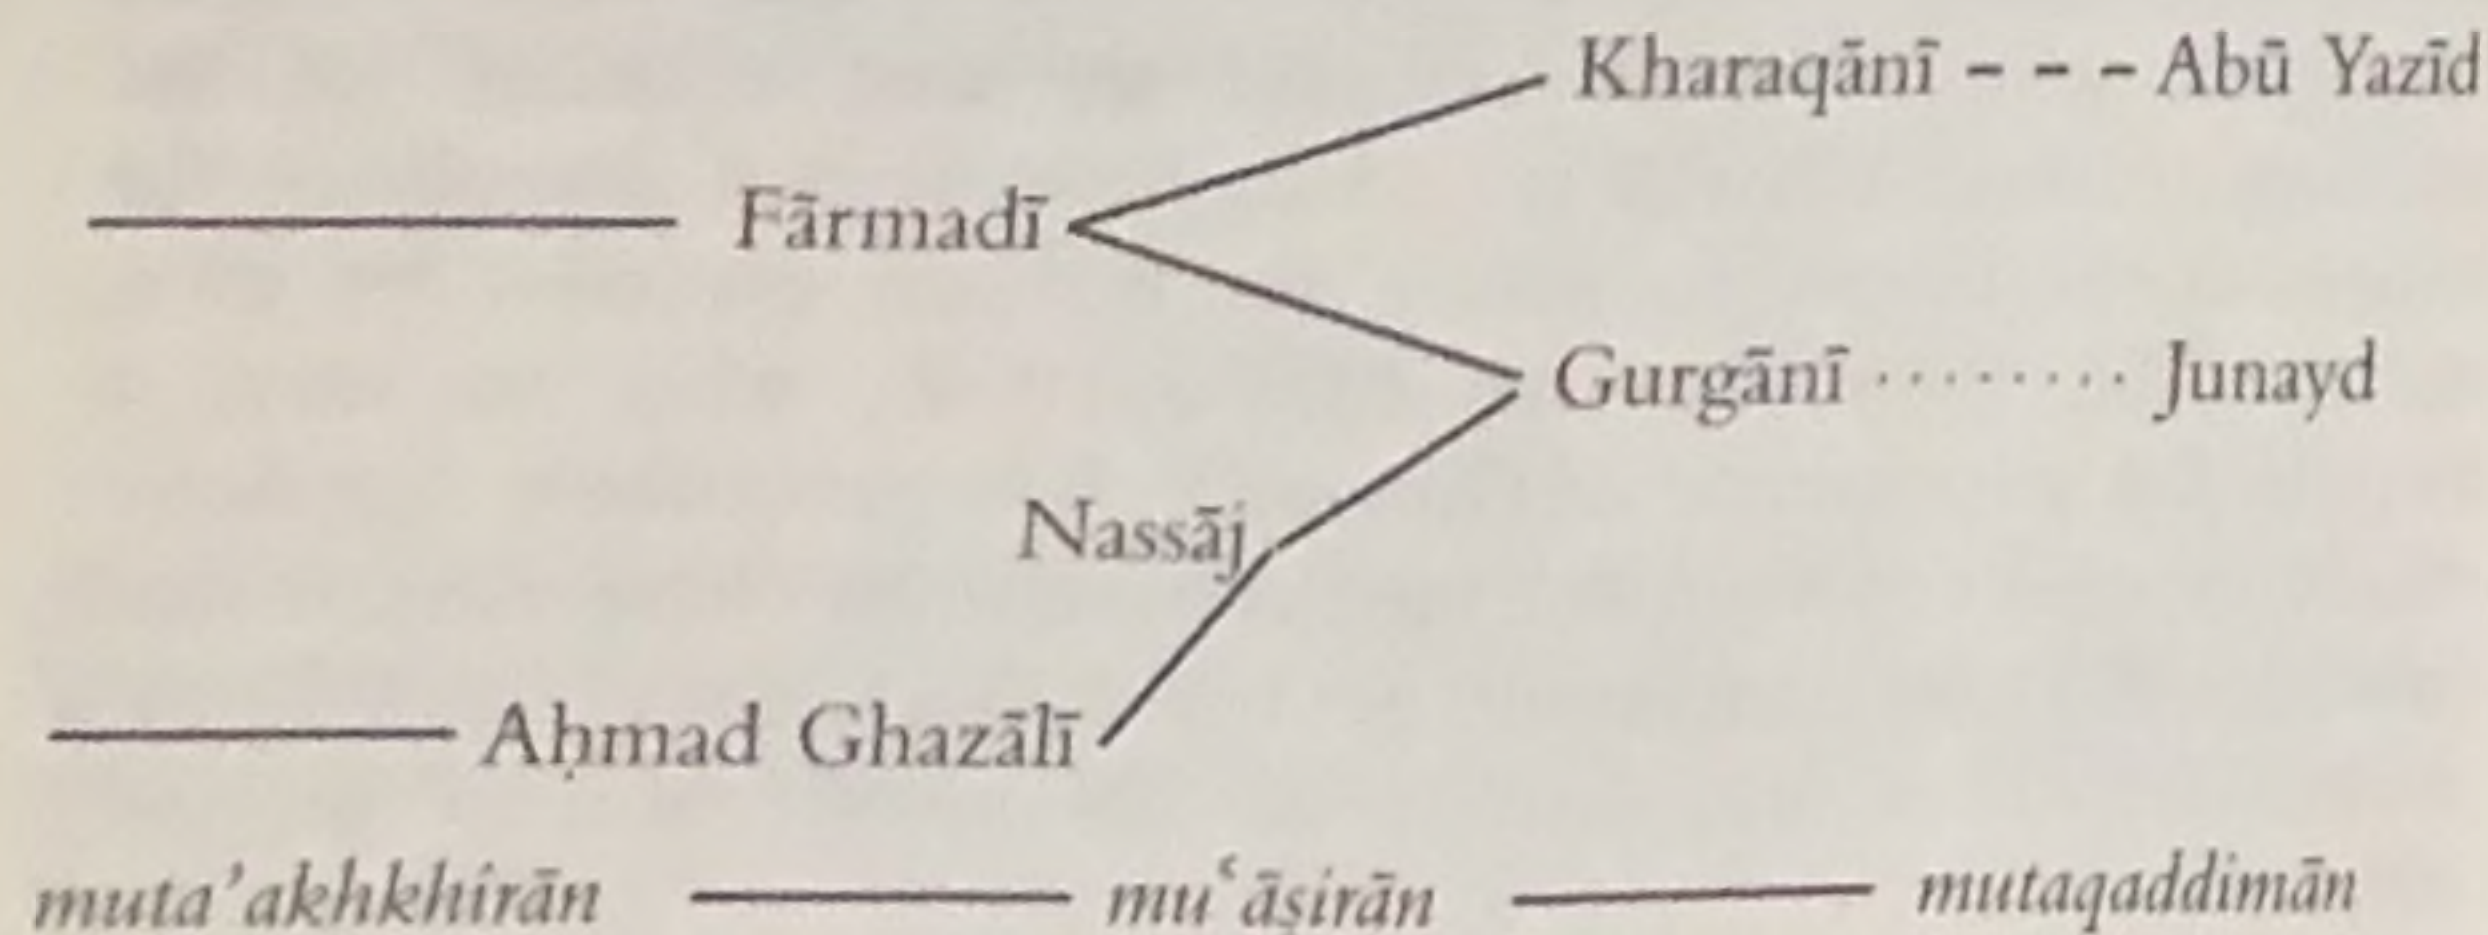 Kharaqānī - - - Abū Yazīd
Fārmadī
Gurgānī ........ Junayd
Nassāj
Aḥmad Ghazālī
muta’akhkhirān — mu‘āṣirān — mutaqaddimān